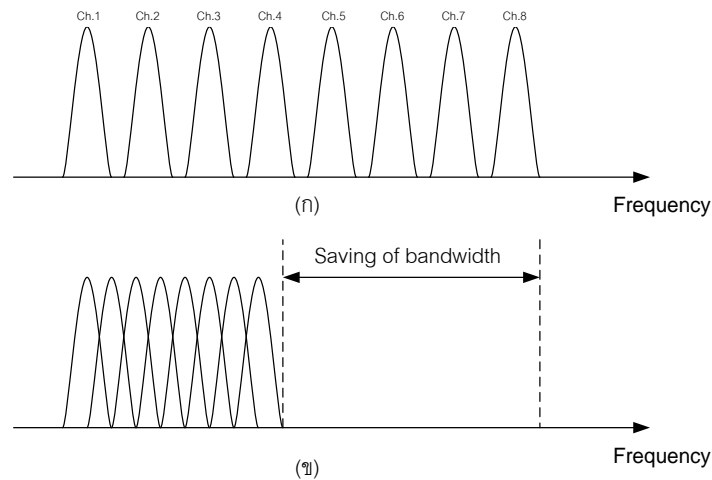 Ch.1 Ch.2 Ch.3 Ch.4 Ch.5 Ch.6 Ch.7 Ch.8
(ก)
Frequency
Saving of bandwidth
Frequency
(ข)